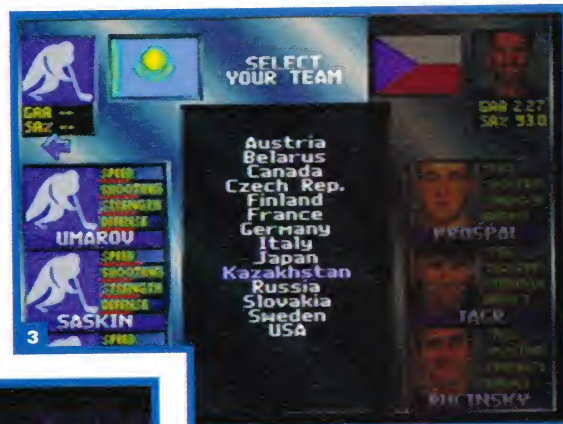 SELECT
YOUR TEAM
GAA --
SA% --
GAA 2.27
SA% 93.0
SPEED
SHOOTING
STRENGTH
DEFENSE
UMAROV
SPEED
SHOOTING
STRENGTH
DEFENSE
SASKIN
SPEED
3
Austria
Belarus
Canada
Czech Rep.
Finland
France
Germany
Italy
Japan
Kazakhstan
Russia
Slovakia
Sweden
USA
PROSPAL
JAGR
RUCINSKY